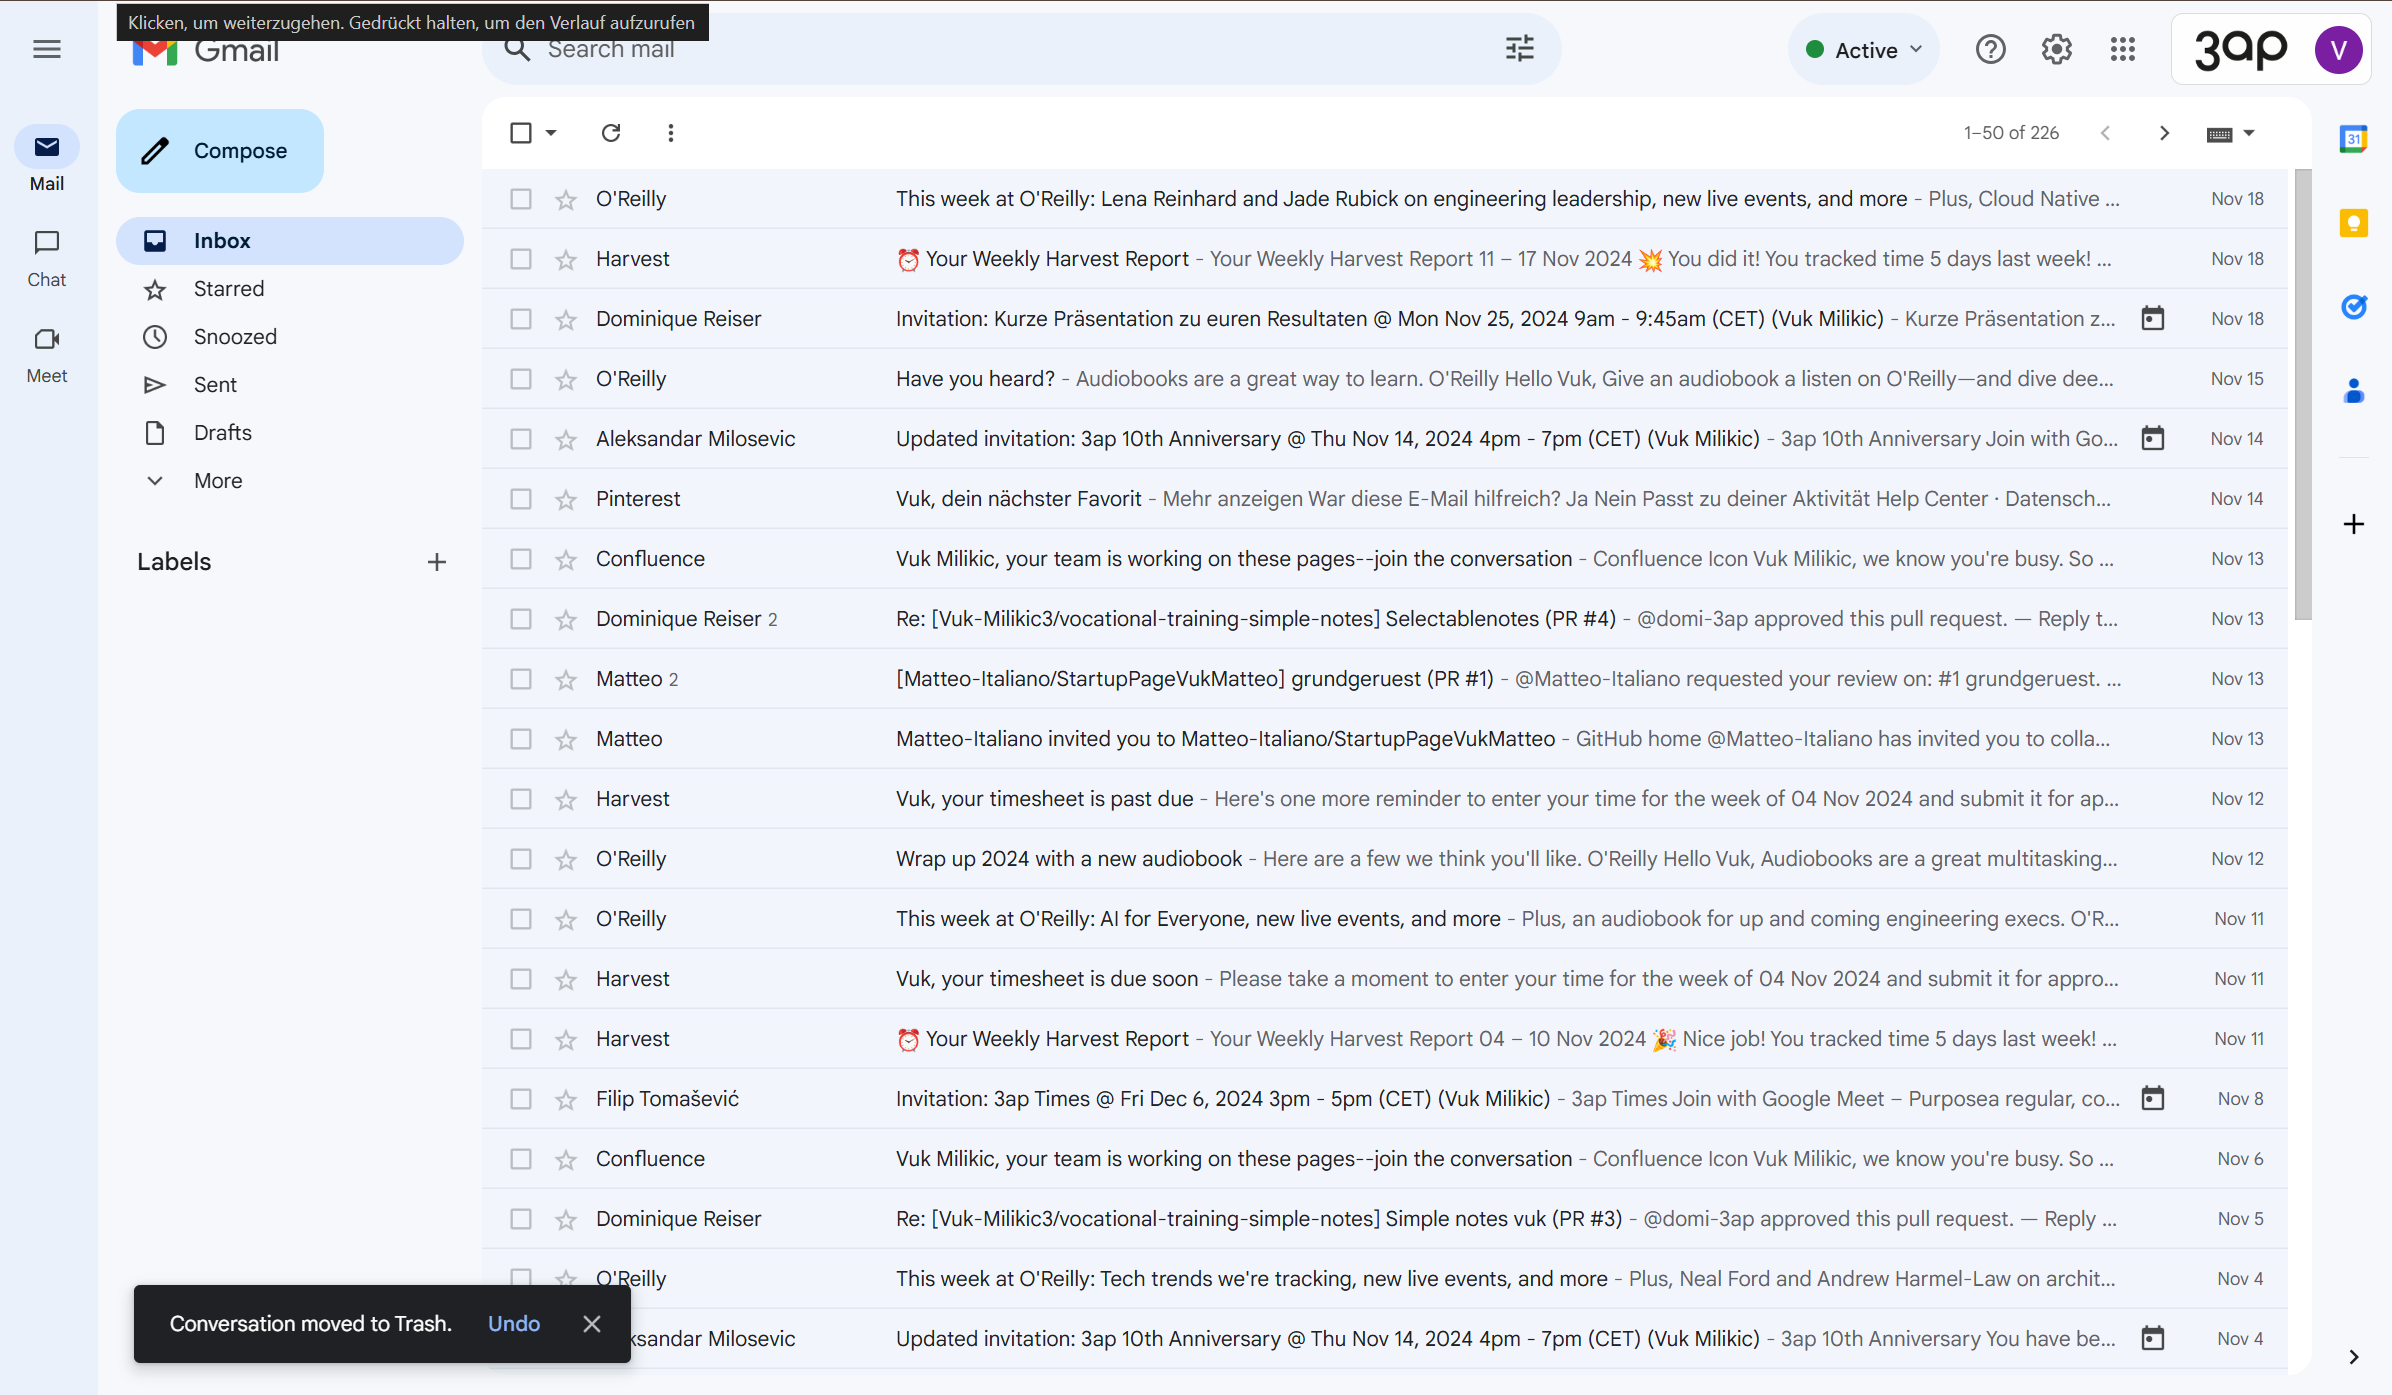 Klicken, um weiterzugehen. Gedrückt halten, um den Verlauf aufzurufen
Gmail
Search mail
Active
3ap
V
Mail
Chat
Meet
Compose
Inbox
Starred
Snoozed
Sent
Drafts
More
Labels
1–50 of 226
31
O'Reilly This week at O'Reilly: Lena Reinhard and Jade Rubick on engineering leadership, new live events, and more - Plus, Cloud Native ... Nov 18
Harvest ⏰ Your Weekly Harvest Report - Your Weekly Harvest Report 11 – 17 Nov 2024 💥 You did it! You tracked time 5 days last week! ... Nov 18
Dominique Reiser Invitation: Kurze Präsentation zu euren Resultaten @ Mon Nov 25, 2024 9am - 9:45am (CET) (Vuk Milikic) - Kurze Präsentation z... Nov 18
O'Reilly Have you heard? - Audiobooks are a great way to learn. O'Reilly Hello Vuk, Give an audiobook a listen on O'Reilly—and dive dee... Nov 15
Aleksandar Milosevic Updated invitation: 3ap 10th Anniversary @ Thu Nov 14, 2024 4pm - 7pm (CET) (Vuk Milikic) - 3ap 10th Anniversary Join with Go... Nov 14
Pinterest Vuk, dein nächster Favorit - Mehr anzeigen War diese E-Mail hilfreich? Ja Nein Passt zu deiner Aktivität Help Center · Datensch... Nov 14
Confluence Vuk Milikic, your team is working on these pages--join the conversation - Confluence Icon Vuk Milikic, we know you're busy. So ... Nov 13
Dominique Reiser 2 Re: [Vuk-Milikic3/vocational-training-simple-notes] Selectablenotes (PR #4) - @domi-3ap approved this pull request. — Reply t... Nov 13
Matteo 2 [Matteo-Italiano/StartupPageVukMatteo] grundgeruest (PR #1) - @Matteo-Italiano requested your review on: #1 grundgeruest. ... Nov 13
Matteo Matteo-Italiano invited you to Matteo-Italiano/StartupPageVukMatteo - GitHub home @Matteo-Italiano has invited you to colla... Nov 13
Harvest Vuk, your timesheet is past due - Here's one more reminder to enter your time for the week of 04 Nov 2024 and submit it for ap... Nov 12
O'Reilly Wrap up 2024 with a new audiobook - Here are a few we think you'll like. O'Reilly Hello Vuk, Audiobooks are a great multitasking... Nov 12
O'Reilly This week at O'Reilly: AI for Everyone, new live events, and more - Plus, an audiobook for up and coming engineering execs. O'R... Nov 11
Harvest Vuk, your timesheet is due soon - Please take a moment to enter your time for the week of 04 Nov 2024 and submit it for appro... Nov 11
Harvest ⏰ Your Weekly Harvest Report - Your Weekly Harvest Report 04 – 10 Nov 2024 🎉 Nice job! You tracked time 5 days last week! ... Nov 11
Filip Tomašević Invitation: 3ap Times @ Fri Dec 6, 2024 3pm - 5pm (CET) (Vuk Milikic) - 3ap Times Join with Google Meet – Purposea regular, co... Nov 8
Confluence Vuk Milikic, your team is working on these pages--join the conversation - Confluence Icon Vuk Milikic, we know you're busy. So ... Nov 6
Dominique Reiser Re: [Vuk-Milikic3/vocational-training-simple-notes] Simple notes vuk (PR #3) - @domi-3ap approved this pull request. — Reply ... Nov 5
O'Reilly This week at O'Reilly: Tech trends we're tracking, new live events, and more - Plus, Neal Ford and Andrew Harmel-Law on archit... Nov 4
ksandar Milosevic Updated invitation: 3ap 10th Anniversary @ Thu Nov 14, 2024 4pm - 7pm (CET) (Vuk Milikic) - 3ap 10th Anniversary You have be... Nov 4
Conversation moved to Trash. Undo